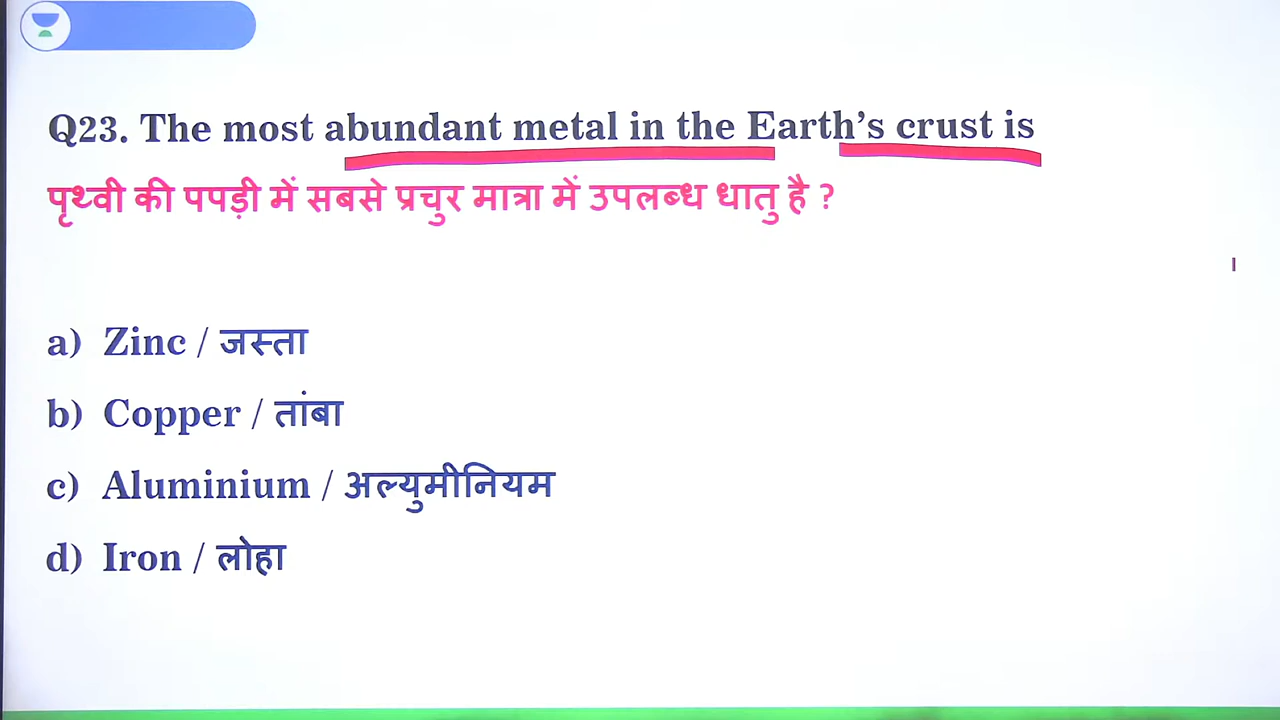 Q23. The most abundant metal in the Earth’s crust is
पृथ्वी की पपड़ी में सबसे प्रचुर मात्रा में उपलब्ध धातु है ?
a) Zinc / जस्ता
b) Copper / तांबा
c) Aluminium / अल्युमीनियम
d) Iron / लोहा